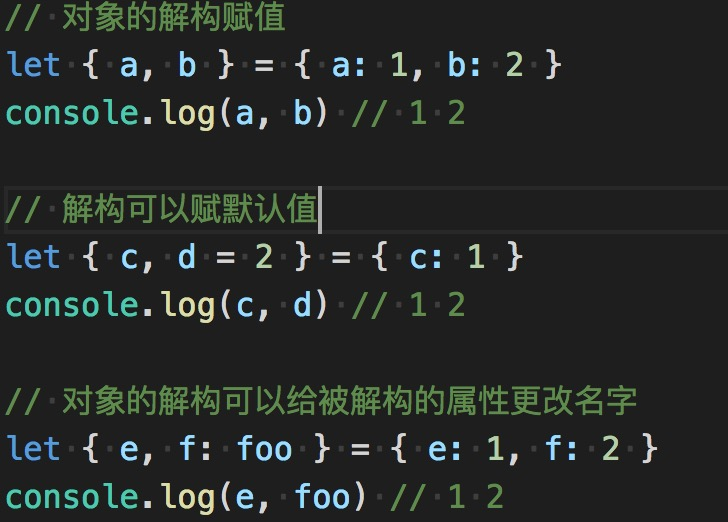 // 对象的解构赋值
let { a, b } = { a: 1, b: 2 }
console.log(a, b) // 1 2
// 解构可以赋默认值
let { c, d = 2 } = { c: 1 }
console.log(c, d) // 1 2
// 对象的解构可以给被解构的属性更改名字
let { e, f: foo } = { e: 1, f: 2 }
console.log(e, foo) // 1 2